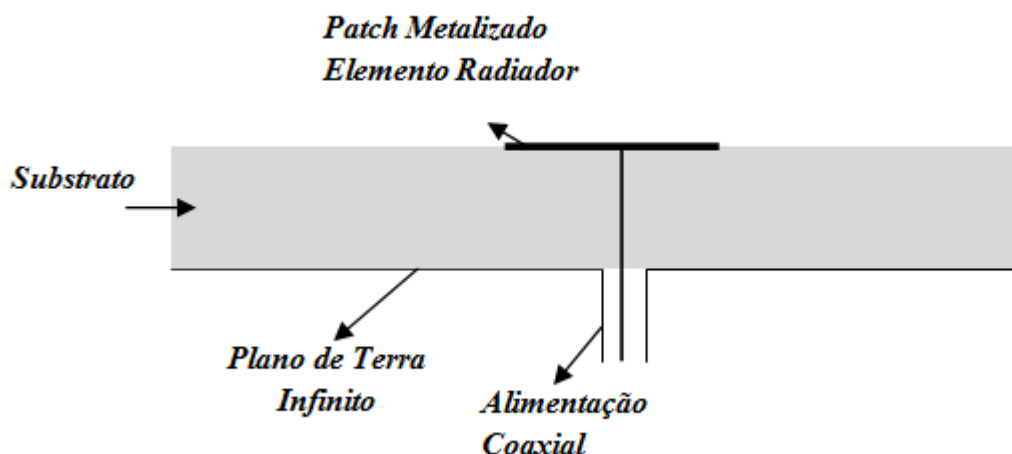 Patch Metalizado
Elemento Radiador
Substrato
Plano de Terra
Infinito
Alimentação
Coaxial